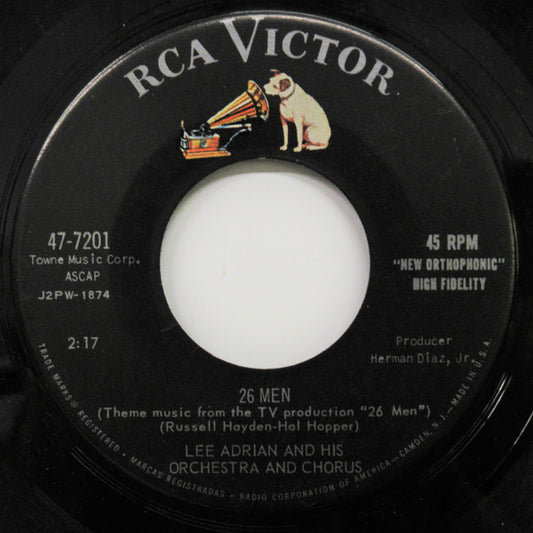 RCA VICTOR
47-7201
Towne Music Corp.
ASCAP
J2PW-1874
2:17
45 RPM
"NEW ORTHOPHONIC"
HIGH FIDELITY
Producer
Herman Diaz, Jr.
26 MEN
(Theme music from the TV production "26 Men")
(Russell Hayden-Hal Hopper)
LEE ADRIAN AND HIS
ORCHESTRA AND CHORUS
TRADE MARKS ® REGISTERED • MARCAS REGISTRADAS • RADIO CORPORATION OF AMERICA—CAMDEN, N.J.—MADE IN U.S.A.